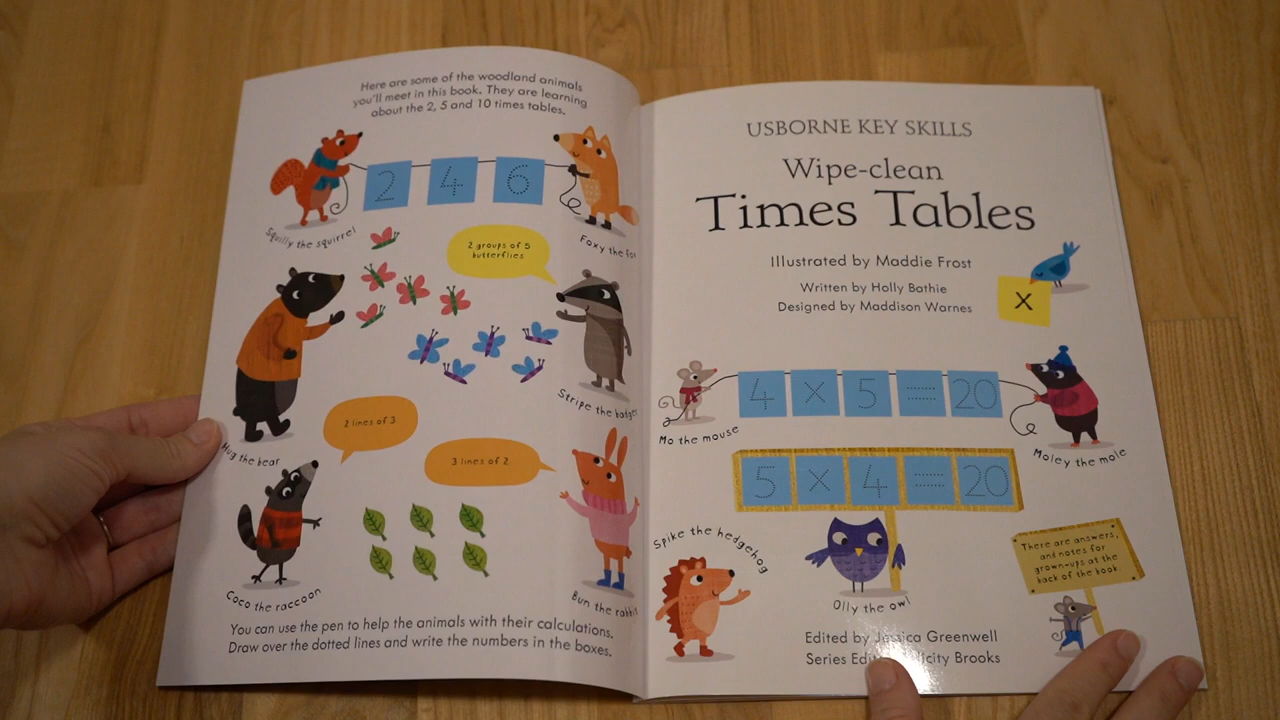 Here are some of the woodland animals
you'll meet in this book. They are learning
about the 2, 5 and 10 times tables.
2 4 6
Squilly the squirrel
Foxy the fox
2 groups of 5
butterflies
Hug the bear
Stripe the badger
2 lines of 3
3 lines of 2
Coco the raccoon
Bun the rabbit
You can use the pen to help the animals with their calculations.
Draw over the dotted lines and write the numbers in the boxes.
USBORNE KEY SKILLS
Wipe-clean
Times Tables
Illustrated by Maddie Frost
Written by Holly Bathie
Designed by Maddison Warnes
x
4 × 5 = 20
Mo the mouse
Moley the mole
5 × 4 = 20
Spike the hedgehog
Olly the owl
There are answers,
and notes for
grown-ups at the
back of the book.
Edited by Jessica Greenwell
Series Brooks